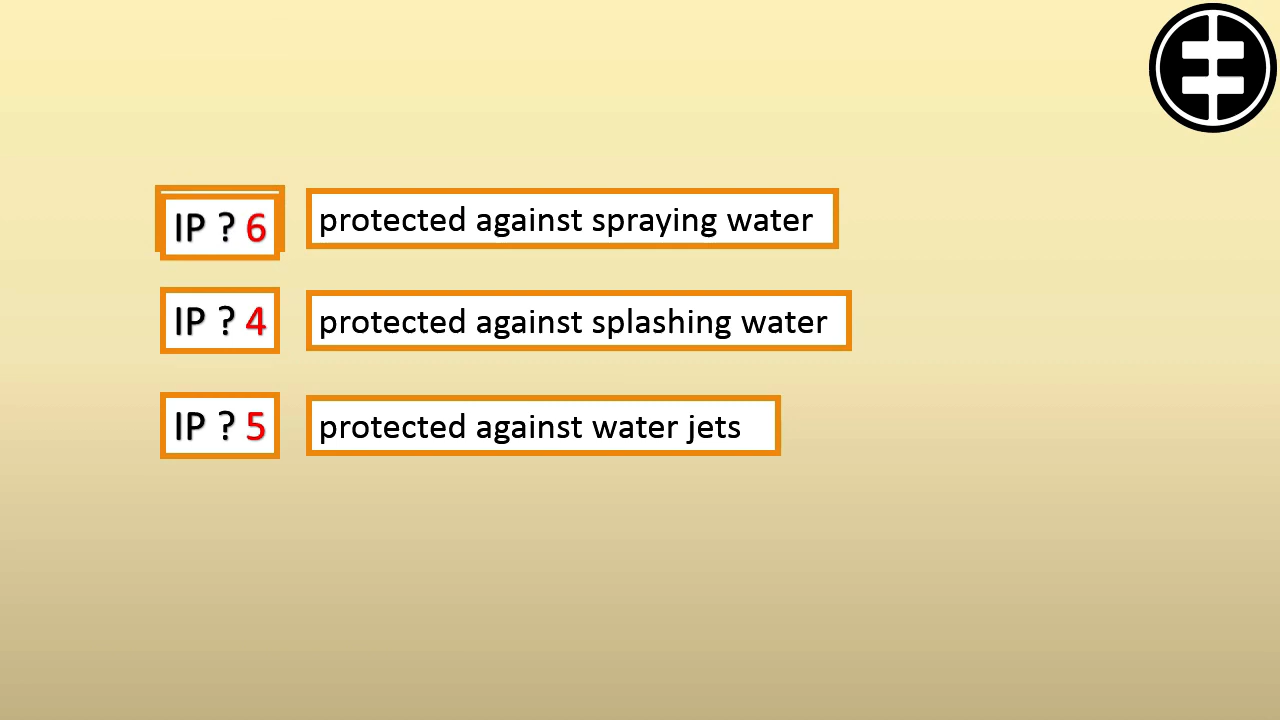 IP ? 6 protected against spraying water
IP ? 4 protected against splashing water
IP ? 5 protected against water jets